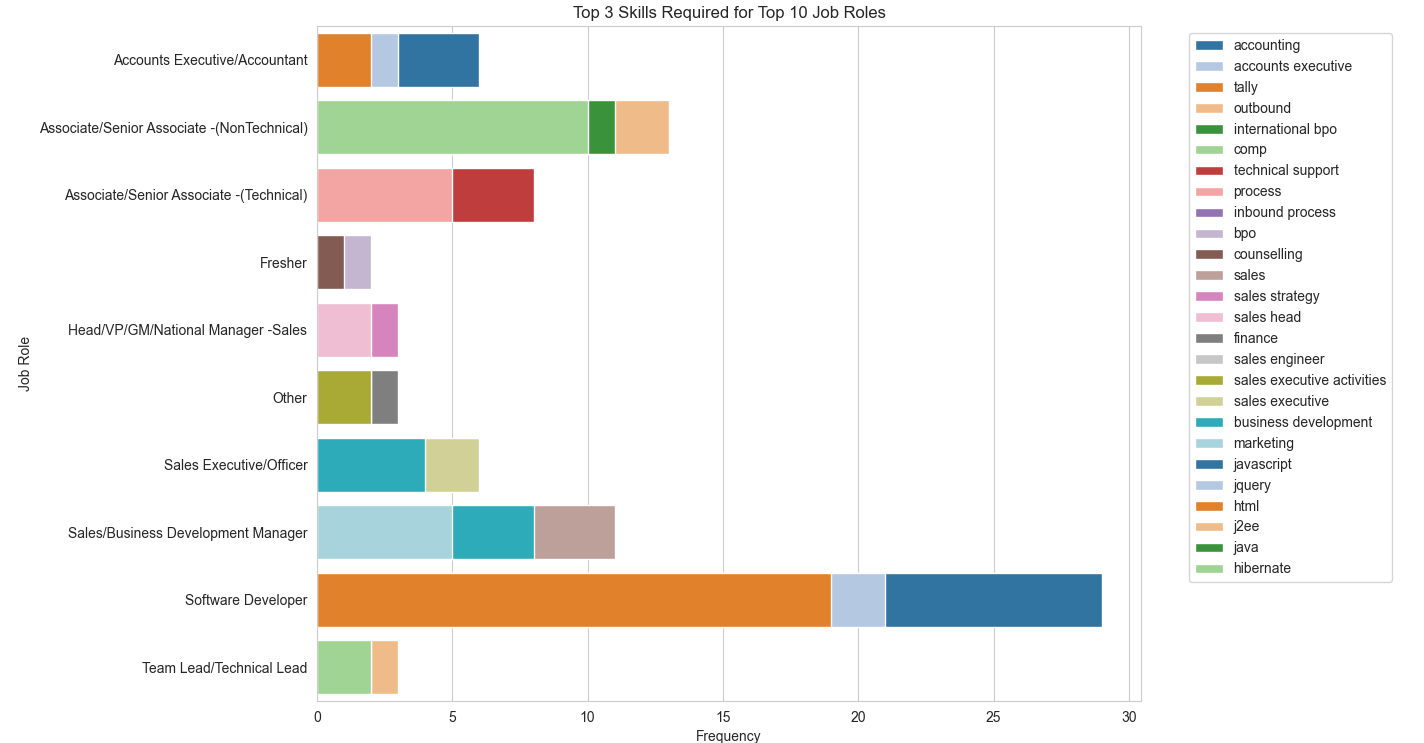 Top 3 Skills Required for Top 10 Job Roles
Job Role
Accounts Executive/Accountant
Associate/Senior Associate -(NonTechnical)
Associate/Senior Associate -(Technical)
Fresher
Head/VP/GM/National Manager -Sales
Other
Sales Executive/Officer
Sales/Business Development Manager
Software Developer
Team Lead/Technical Lead
0 5 10 15 20 25 30
Frequency
accounting
accounts executive
tally
outbound
international bpo
comp
technical support
process
inbound process
bpo
counselling
sales
sales strategy
sales head
finance
sales engineer
sales executive activities
sales executive
business development
marketing
javascript
jquery
html
j2ee
java
hibernate